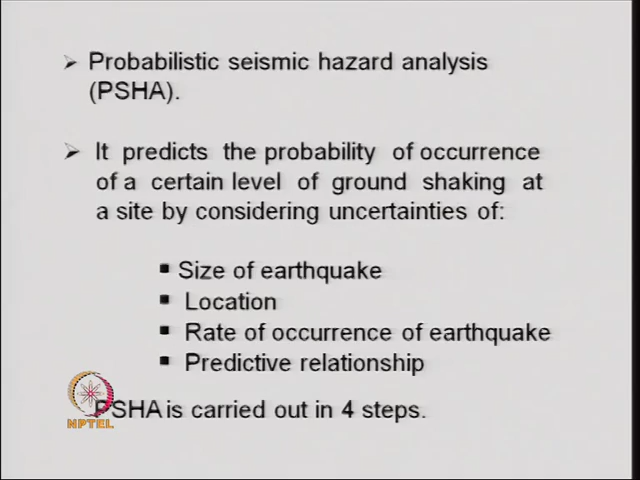 ➢ Probabilistic seismic hazard analysis
(PSHA).
➢ It predicts the probability of occurrence
of a certain level of ground shaking at
a site by considering uncertainties of:
▪ Size of earthquake
▪ Location
▪ Rate of occurrence of earthquake
▪ Predictive relationship
PSHA is carried out in 4 steps.
NPTEL